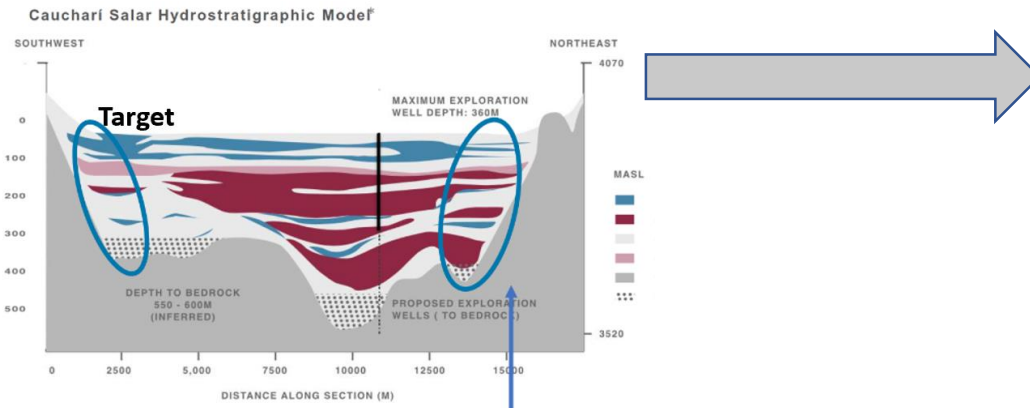 Cauchari Salar Hydrostratigraphic Model*
SOUTHWEST
NORTHEAST
4070
Target
MAXIMUM EXPLORATION
WELL DEPTH: 360M
0
100
200
300
400
500
MASL
DEPTH TO BEDROCK
550 - 600M
(INFERRED)
PROPOSED EXPLORATION
WELLS ( TO BEDROCK)
3520
0
2500
5,000
7500
10000
12500
15000
DISTANCE ALONG SECTION (M)